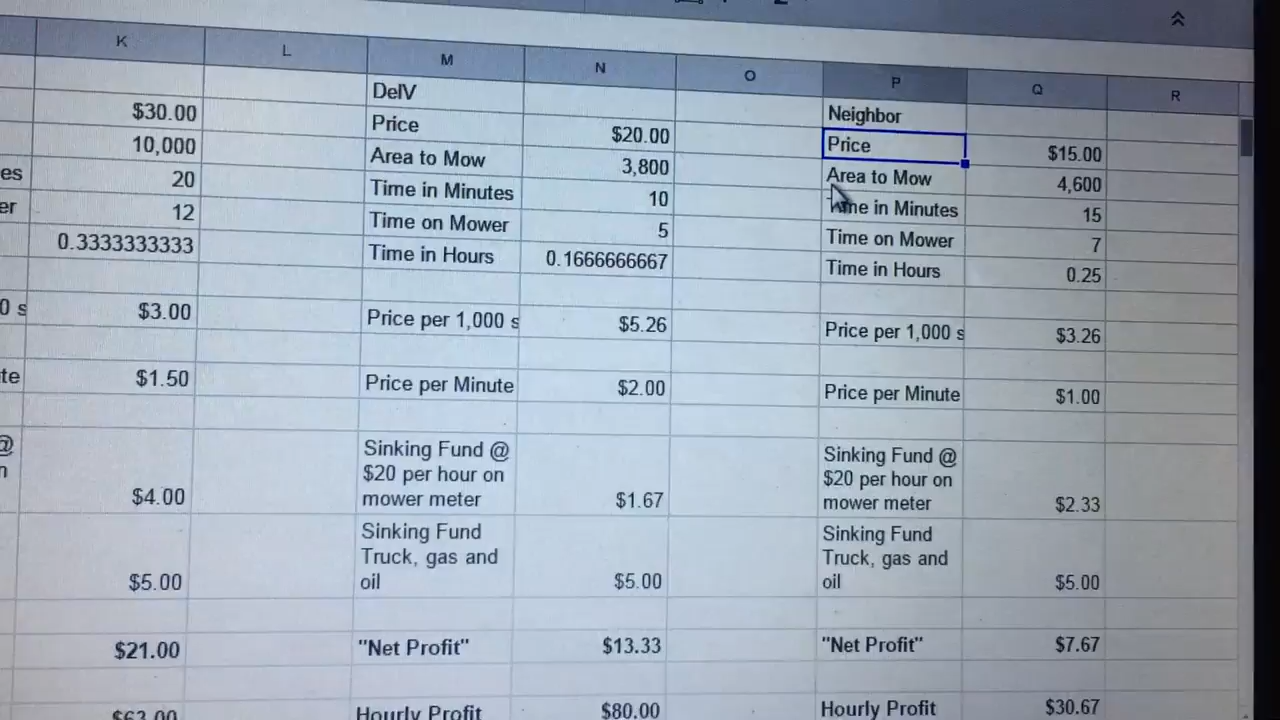 K L M N O P Q R
DelV Neighbor
$30.00 Price $20.00 Price $15.00
10,000 Area to Mow 3,800 Area to Mow 4,600
es 20 Time in Minutes 10 Time in Minutes 15
er 12 Time on Mower 5 Time on Mower 7
0.3333333333 Time in Hours 0.1666666667 Time in Hours 0.25
0 s $3.00 Price per 1,000 s $5.26 Price per 1,000 s $3.26
te $1.50 Price per Minute $2.00 Price per Minute $1.00
@ Sinking Fund @ Sinking Fund @
n $20 per hour on $20 per hour on
$4.00 mower meter $1.67 mower meter $2.33
Sinking Fund Sinking Fund
Truck, gas and Truck, gas and
$5.00 oil $5.00 oil $5.00
$21.00 "Net Profit" $13.33 "Net Profit" $7.67
$63.00 Hourly Profit $80.00 Hourly Profit $30.67